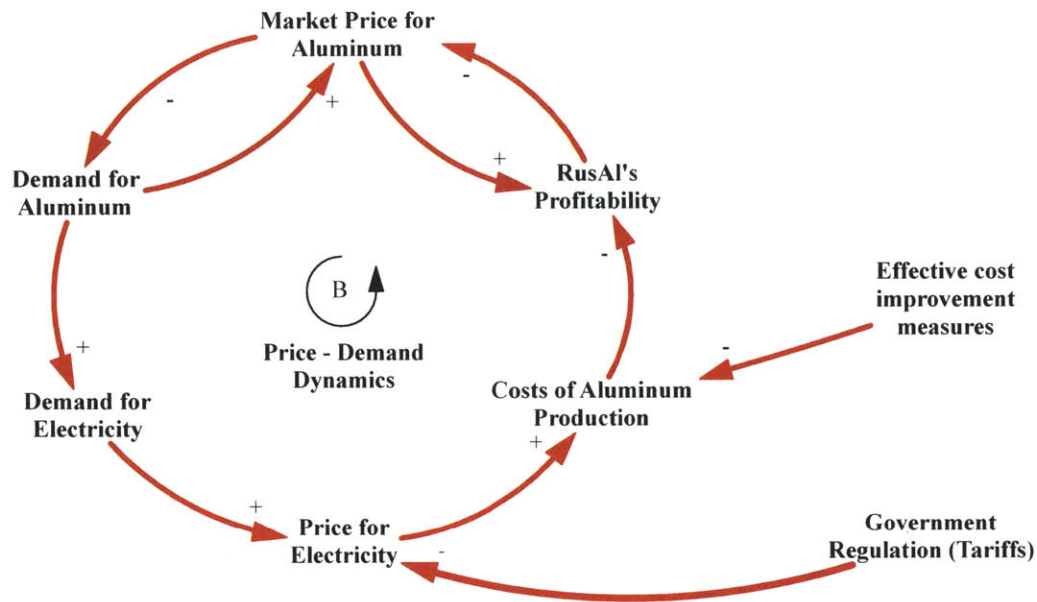 Market Price for
Aluminum
-
-
-
+
+
Demand for
Aluminum
RusAl's
Profitability
-
Effective cost
improvement
measures
B
+
Price - Demand
Dynamics
-
Demand for
Electricity
Costs of Aluminum
Production
+
+
Price for
Electricity
-
Government
Regulation (Tariffs)